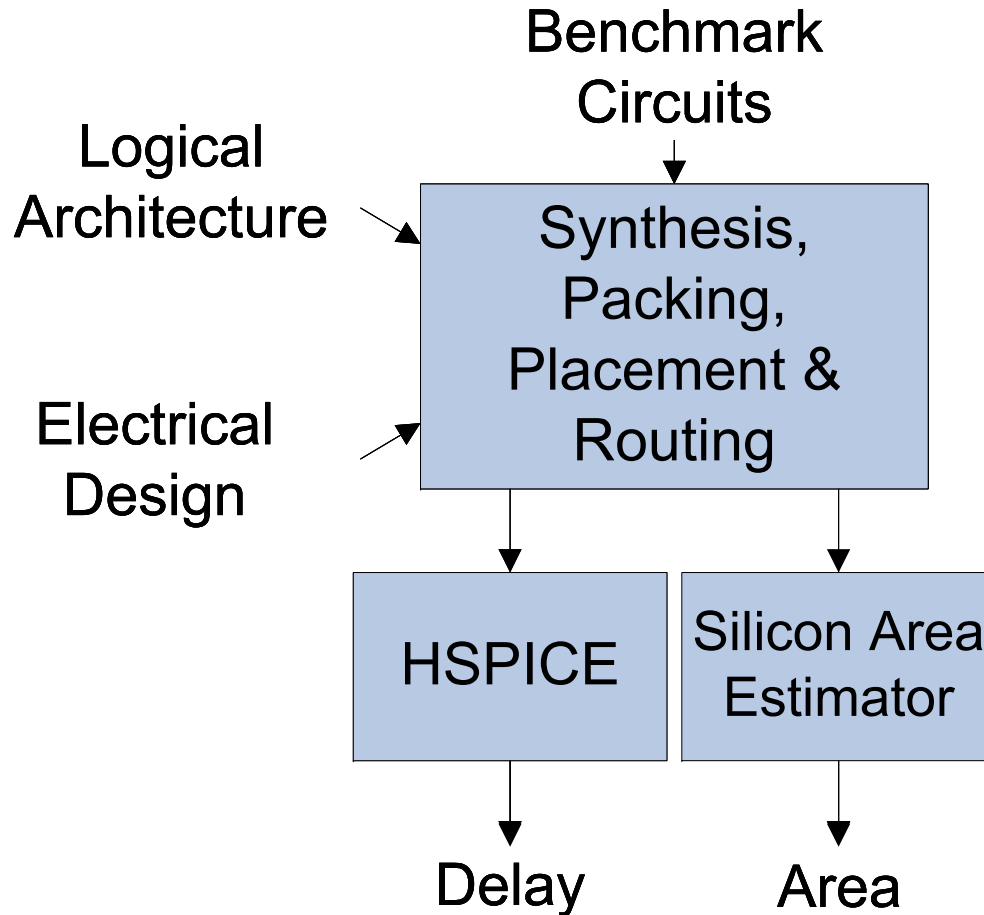 Benchmark
Circuits
Logical
Architecture
Synthesis,
Packing,
Placement &
Routing
Electrical
Design
HSPICE
Silicon Area
Estimator
Delay
Area